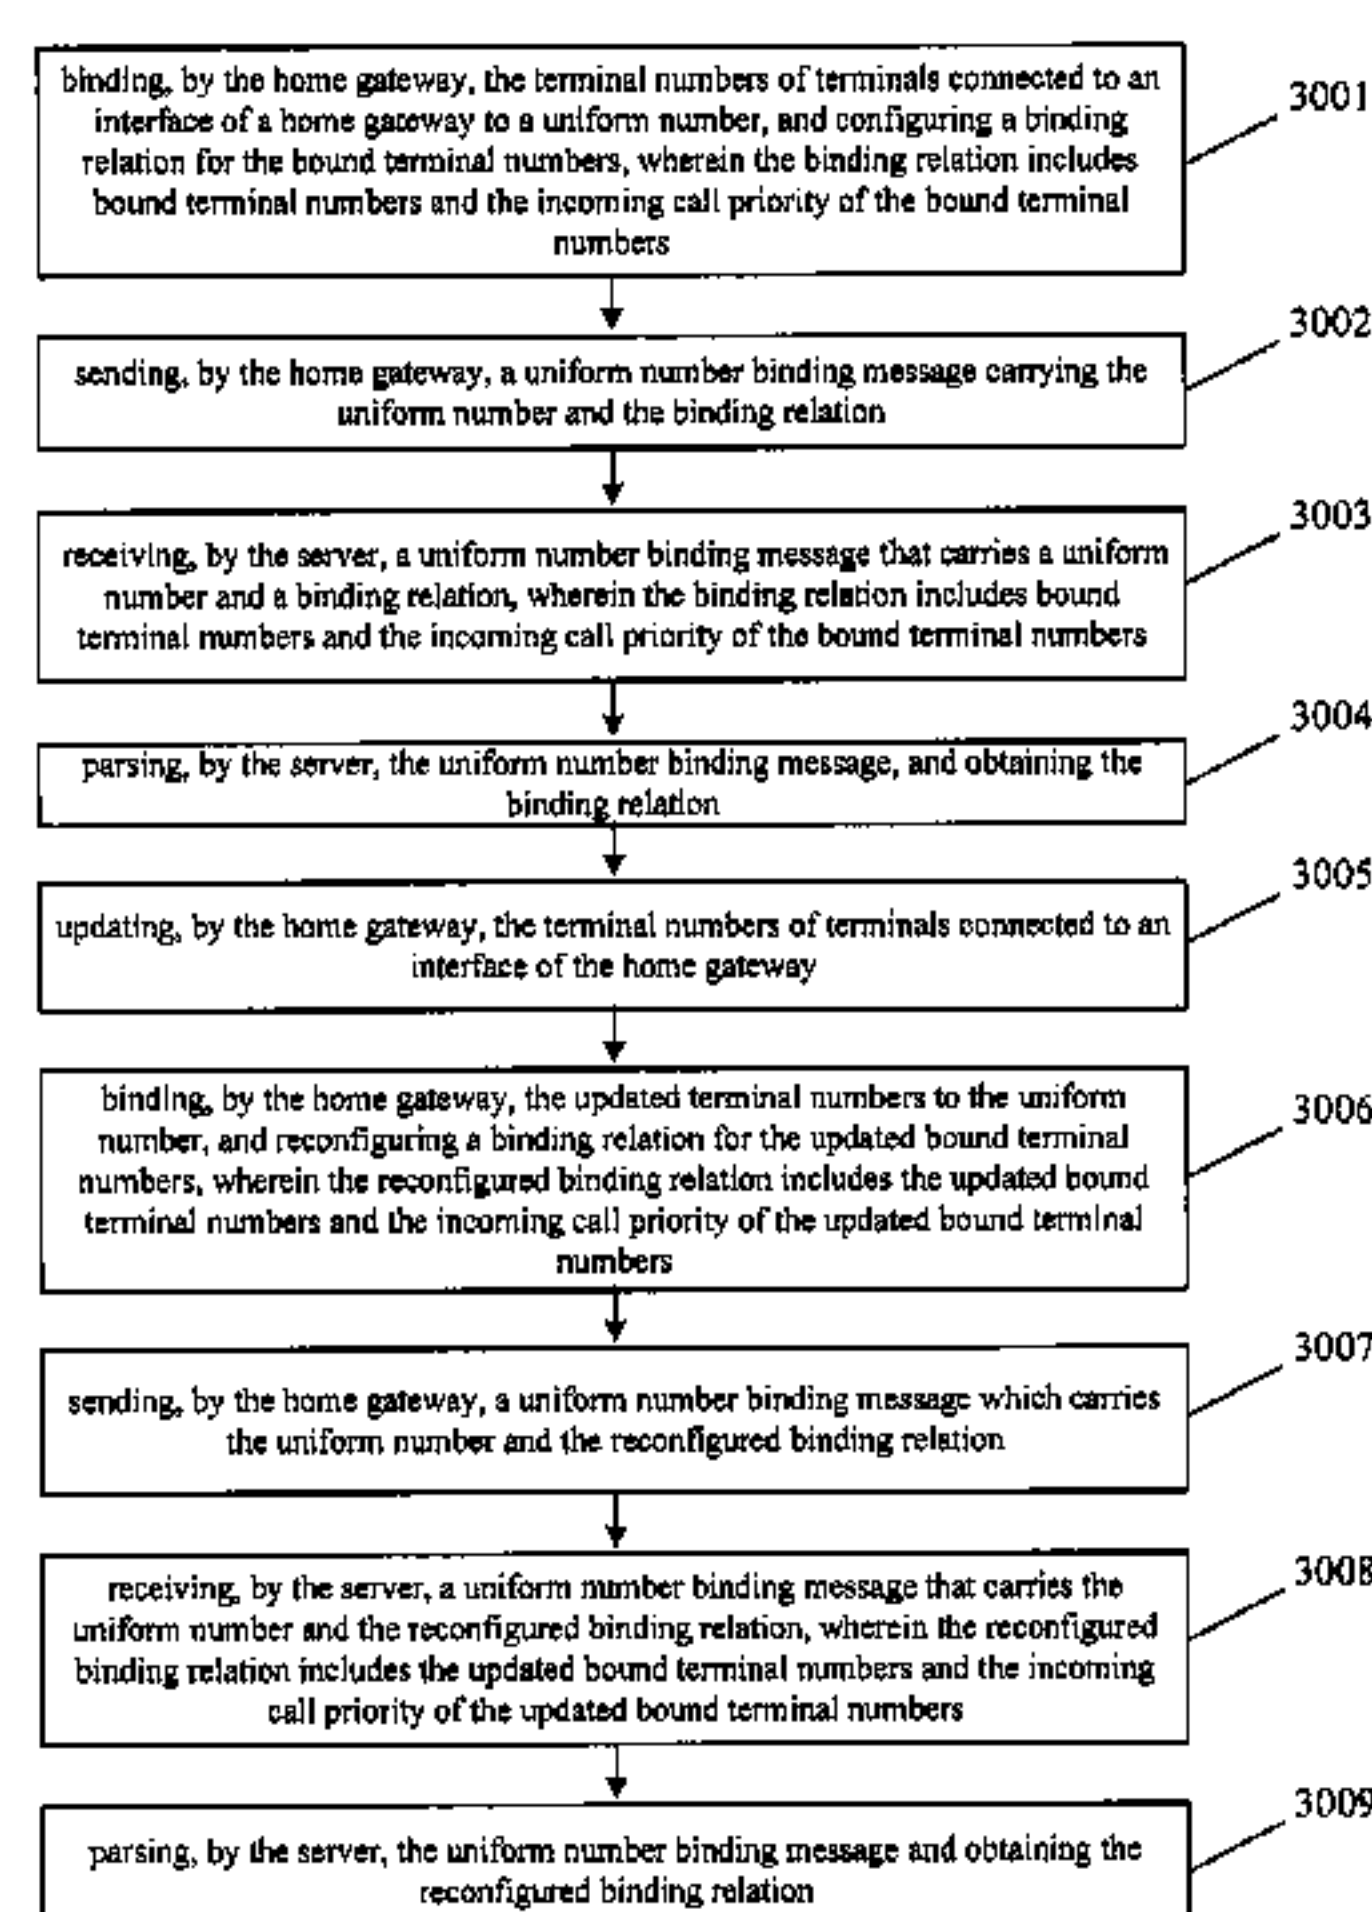 binding, by the home gateway, the terminal numbers of terminals connected to an
interface of a home gateway to a uniform number, and configuring a binding
relation for the bound terminal numbers, wherein the binding relation includes
bound terminal numbers and the incoming call priority of the bound terminal
numbers
3001
sending, by the home gateway, a uniform number binding message carrying the
uniform number and the binding relation
3002
receiving, by the server, a uniform number binding message that carries a uniform
number and a binding relation, wherein the binding relation includes bound
terminal numbers and the incoming call priority of the bound terminal numbers
3003
parsing, by the server, the uniform number binding message, and obtaining the
binding relation
3004
updating, by the home gateway, the terminal numbers of terminals connected to an
interface of the home gateway
3005
binding, by the home gateway, the updated terminal numbers to the uniform
number, and reconfiguring a binding relation for the updated bound terminal
numbers, wherein the reconfigured binding relation includes the updated bound
terminal numbers and the incoming call priority of the updated bound terminal
numbers
3006
sending, by the home gateway, a uniform number binding message which carries
the uniform number and the reconfigured binding relation
3007
receiving, by the server, a uniform number binding message that carries the
uniform number and the reconfigured binding relation, wherein the reconfigured
binding relation includes the updated bound terminal numbers and the incoming
call priority of the updated bound terminal numbers
3008
parsing, by the server, the uniform number binding message and obtaining the
reconfigured binding relation
3009